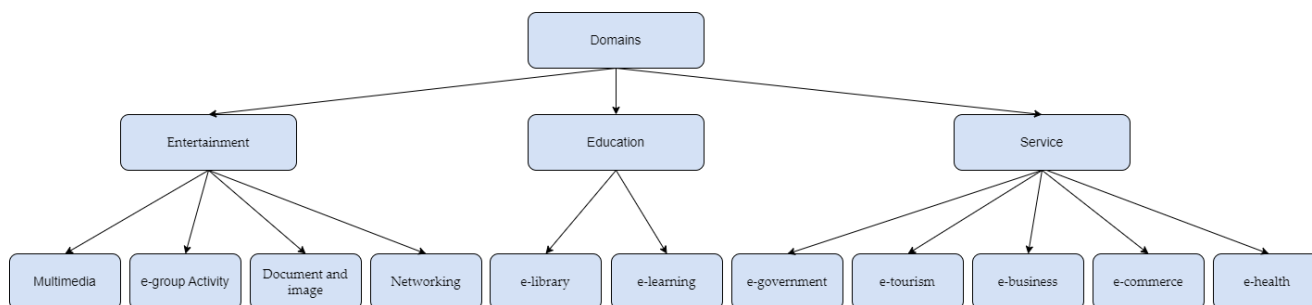 Domains
Entertainment
Education
Service
Multimedia
e-group Activity
Document and
image
Networking
e-library
e-learning
e-government
e-tourism
e-business
e-commerce
e-health